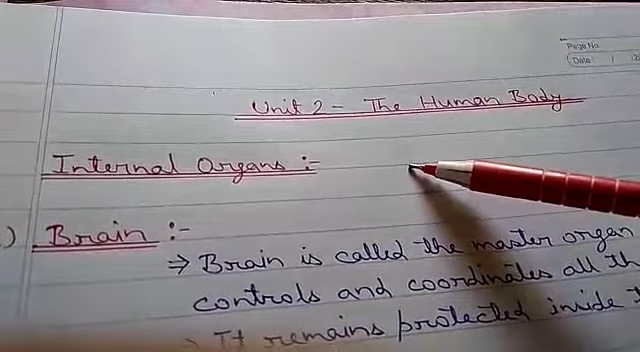 Page No.
Date / /
Unit 2 - The Human Body
Internal Organs :-
) Brain :-
⇒ Brain is called the master organ
controls and coordinates all th
It remains protected inside